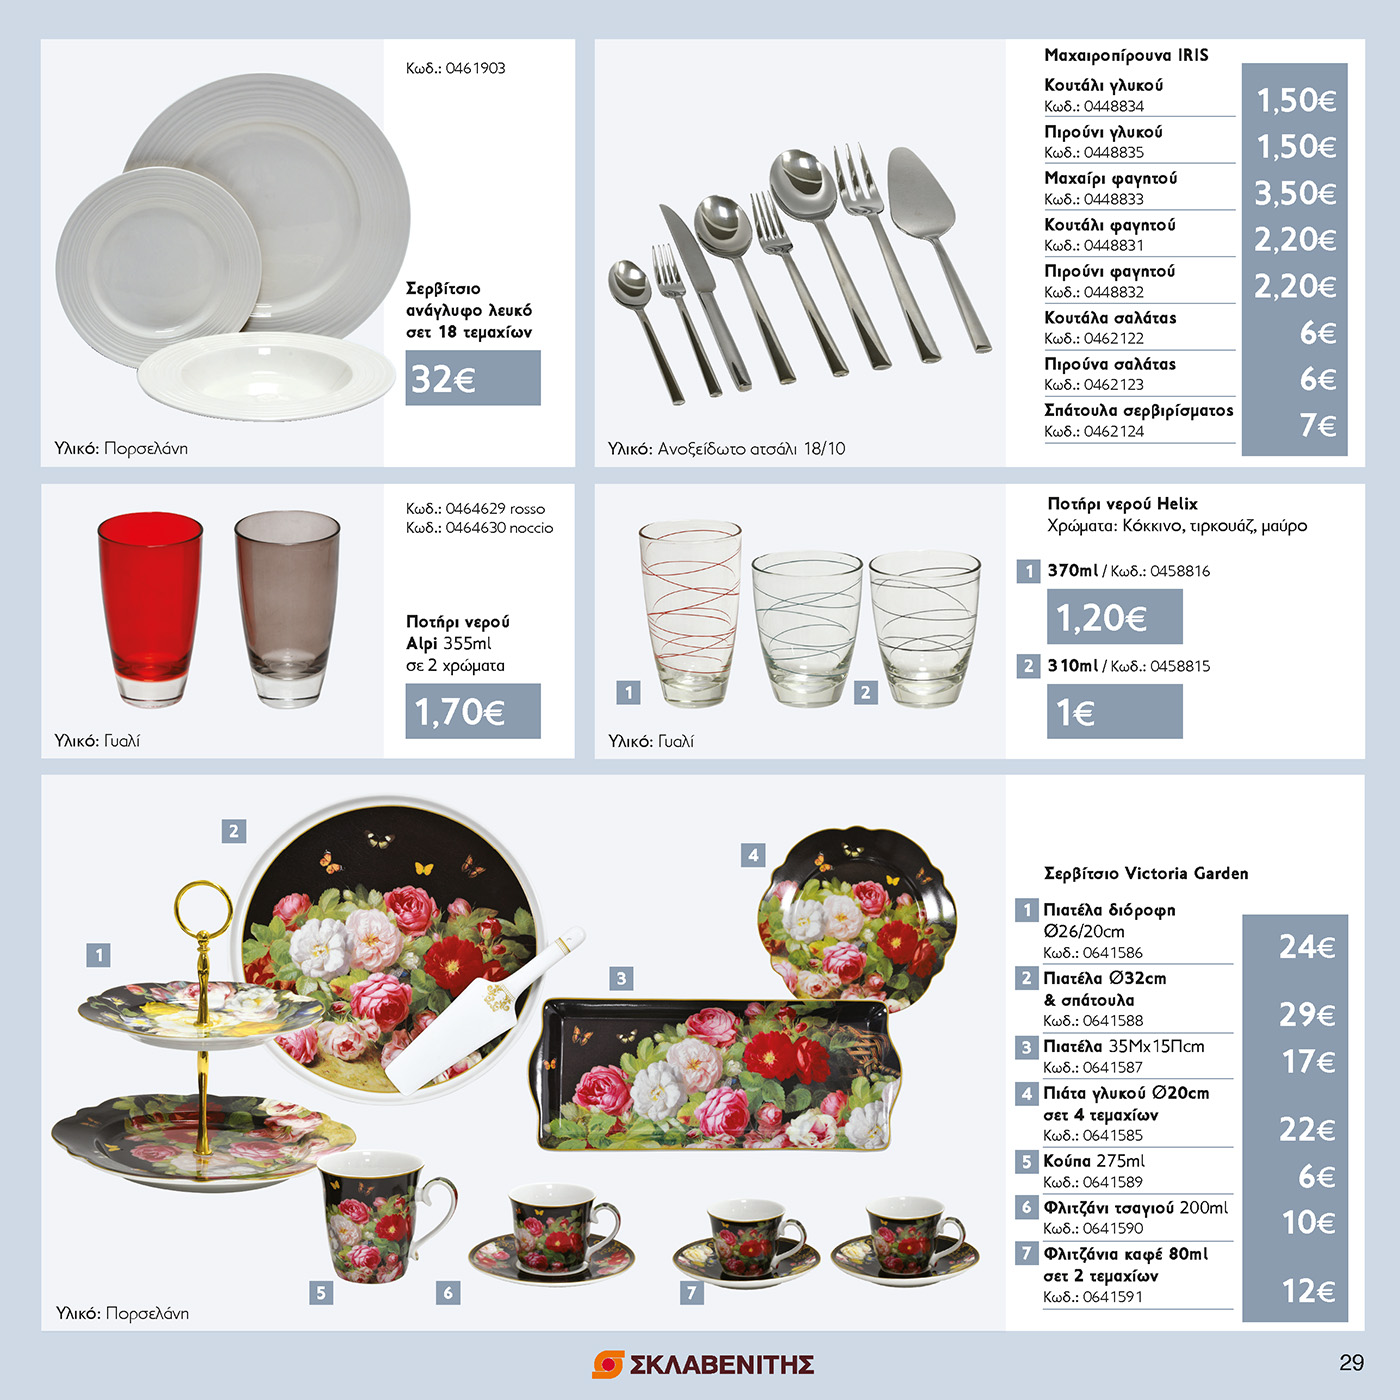 Κωδ.: 0461903
Σερβίτσιο
ανάγλυφο λευκό
σετ 18 τεμαχίων
32€
Υλικό: Πορσελάνη
Μαχαιροπίρουνα IRIS
Κουτάλι γλυκού
Κωδ.: 0448834
1,50€
Πιρούνι γλυκού
Κωδ.: 0448835
1,50€
Μαχαίρι φαγητού
Κωδ.: 0448833
3,50€
Κουτάλι φαγητού
Κωδ.: 0448831
2,20€
Πιρούνι φαγητού
Κωδ.: 0448832
2,20€
Κουτάλα σαλάτας
Κωδ.: 0462122
6€
Πιρούνα σαλάτας
Κωδ.: 0462123
6€
Σπάτουλα σερβιρίσματος
Κωδ.: 0462124
7€
Υλικό: Ανοξείδωτο ατσάλι 18/10
Κωδ.: 0464629 rosso
Κωδ.: 0464630 noccio
Ποτήρι νερού
Alpi 355ml
σε 2 χρώματα
1,70€
Υλικό: Γυαλί
Ποτήρι νερού Helix
Χρώματα: Κόκκινο, τιρκουάζ, μαύρο
1 370ml / Κωδ.: 0458816
1,20€
2 310ml / Κωδ.: 0458815
1€
1
2
Υλικό: Γυαλί
2
4
1
3
5
6
7
Υλικό: Πορσελάνη
Σερβίτσιο Victoria Garden
1 Πιατέλα διόροφη
Ø26/20cm
Κωδ.: 0641586
24€
2 Πιατέλα Ø32cm
& σπάτουλα
Κωδ.: 0641588
29€
3 Πιατέλα 35Μx15Πcm
Κωδ.: 0641587
17€
4 Πιάτα γλυκού Ø20cm
σετ 4 τεμαχίων
Κωδ.: 0641585
22€
5 Κούπα 275ml
Κωδ.: 0641589
6€
6 Φλιτζάνι τσαγιού 200ml
Κωδ.: 0641590
10€
7 Φλιτζάνια καφέ 80ml
σετ 2 τεμαχίων
Κωδ.: 0641591
12€
ΣΚΛΑΒΕΝΙΤΗΣ
29